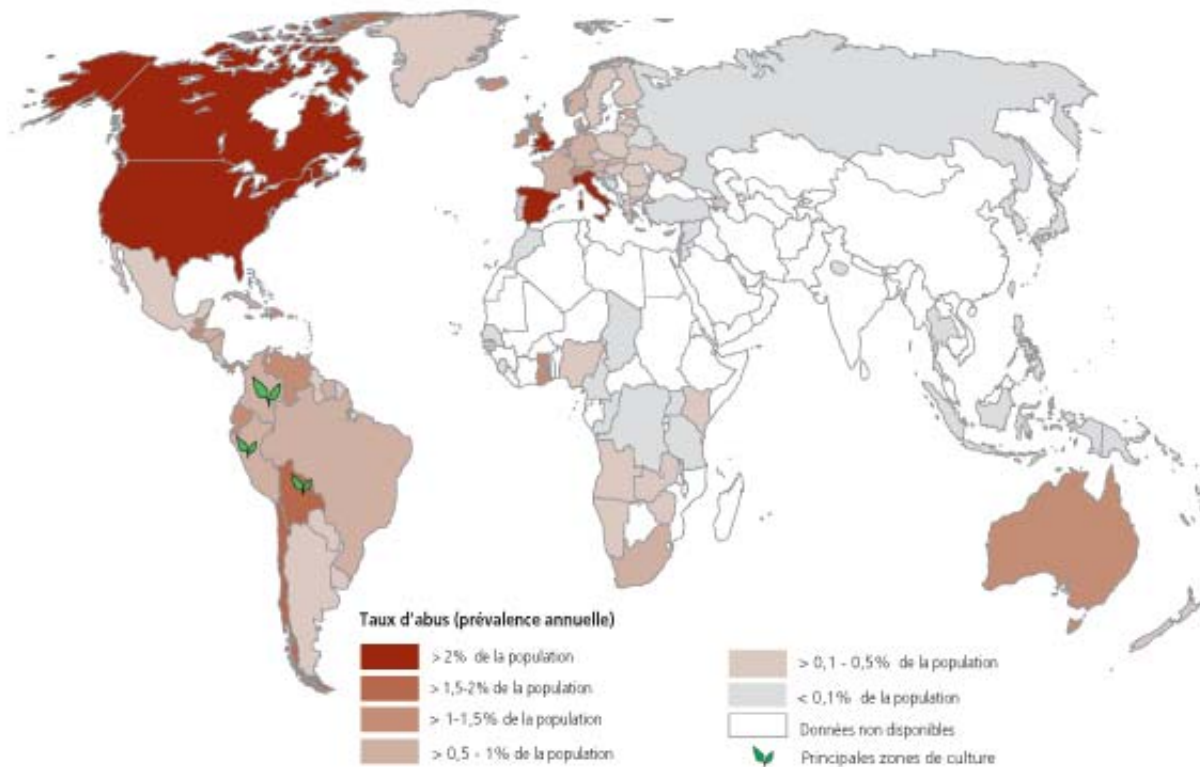 Taux d'abus (prévalence annuelle)
> 2% de la population
> 1,5-2% de la population
> 1-1,5% de la population
> 0,5 - 1% de la population
> 0,1 - 0,5% de la population
< 0,1% de la population
Données non disponibles
Principales zones de culture